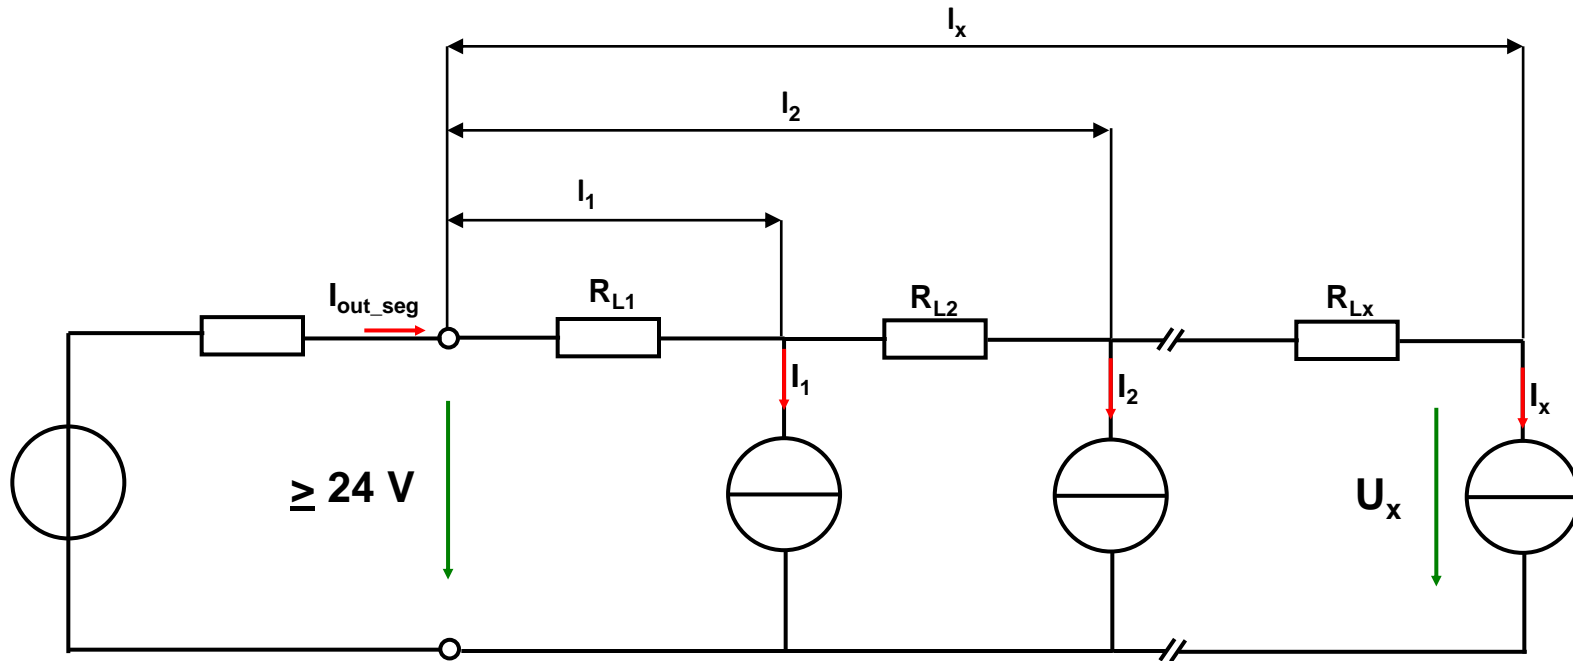 lx
l2
l1
Iout_seg
RL1
RL2
RLx
I1
I2
Ix
≥ 24 V
Ux